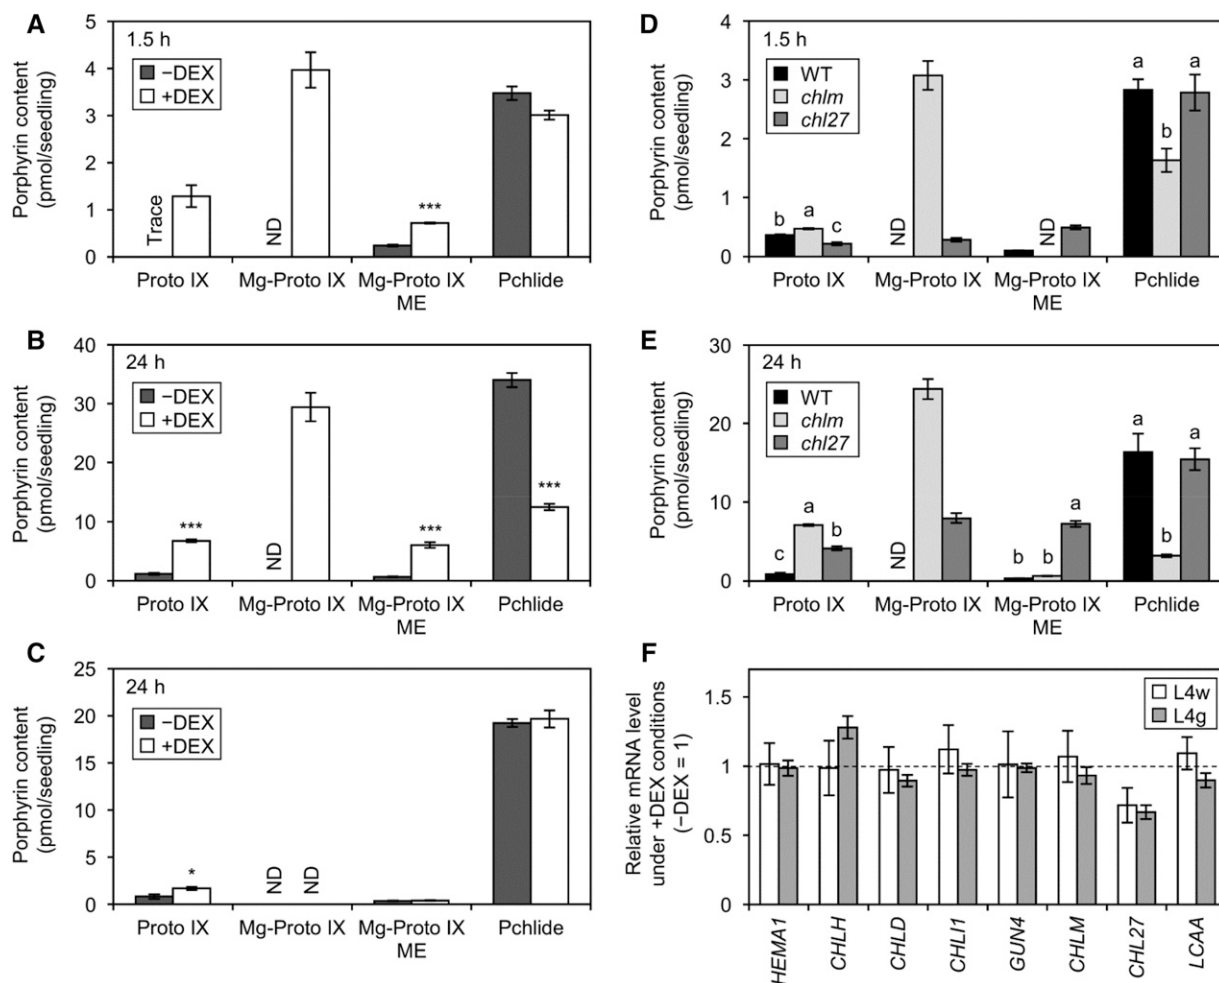 A
Porphyrin content
(pmol/seedling)
5
4
3
2
1
0
1.5 h
−DEX
+DEX
Trace
ND
***
Proto IX
Mg-Proto IX
Mg-Proto IX
ME
Pchlide
B
Porphyrin content
(pmol/seedling)
40
30
20
10
0
24 h
−DEX
+DEX
***
ND
***
***
Proto IX
Mg-Proto IX
Mg-Proto IX
ME
Pchlide
C
Porphyrin content
(pmol/seedling)
25
20
15
10
5
0
24 h
−DEX
+DEX
*
ND
ND
Proto IX
Mg-Proto IX
Mg-Proto IX
ME
Pchlide
D
Porphyrin content
(pmol/seedling)
4
3
2
1
0
1.5 h
WT
chlm
chl27
b a c
ND
ND
a b a
Proto IX
Mg-Proto IX
Mg-Proto IX
ME
Pchlide
E
Porphyrin content
(pmol/seedling)
30
20
10
0
24 h
WT
chlm
chl27
c a b
ND
b b a
a b a
Proto IX
Mg-Proto IX
Mg-Proto IX
ME
Pchlide
F
Relative mRNA level
under +DEX conditions
(−DEX = 1)
1.5
1
0.5
0
L4w
L4g
HEMA1
CHLH
CHLD
CHLI1
GUN4
CHLM
CHL27
LCAA